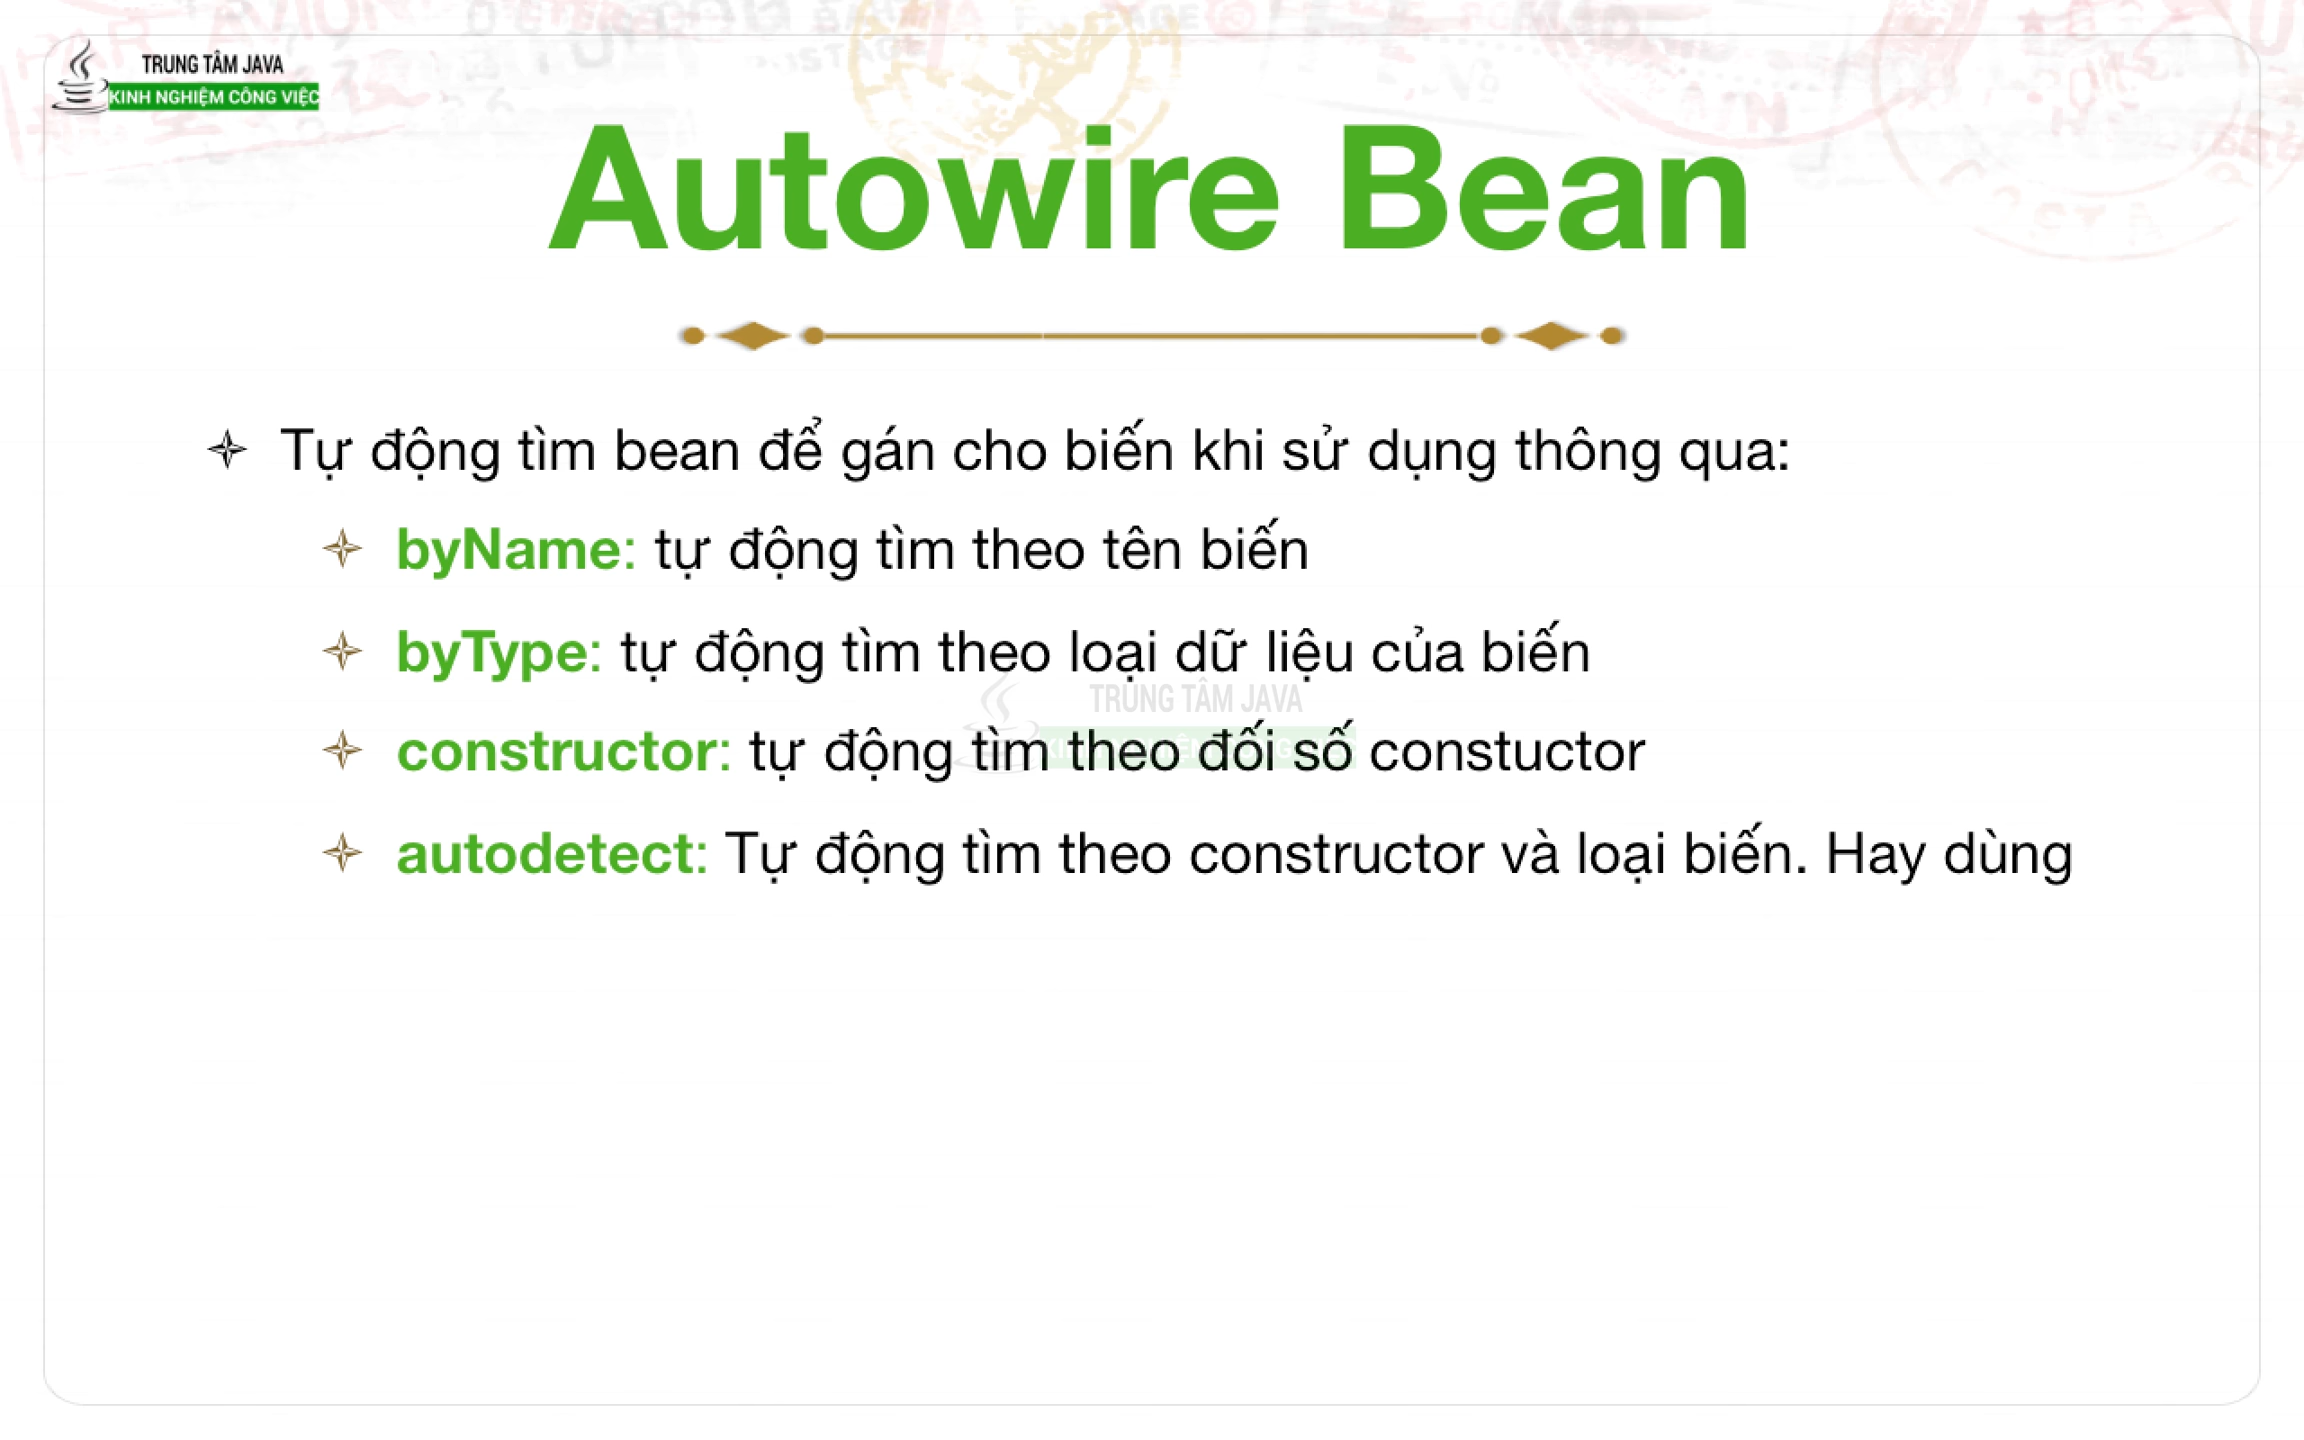 TRUNG TÂM JAVA
KINH NGHIỆM CÔNG VIỆC
Autowire Bean
Tự động tìm bean để gán cho biến khi sử dụng thông qua:
byName: tự động tìm theo tên biến
byType: tự động tìm theo loại dữ liệu của biến
TRUNG TÂM JAVA
constructor: tự động tìm theo đối số constuctor
autodetect: Tự động tìm theo constructor và loại biến. Hay dùng